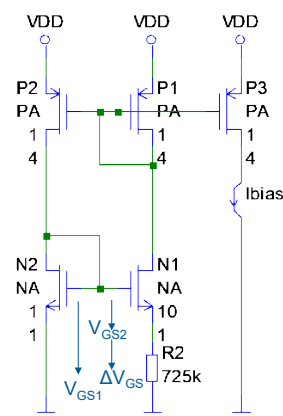 VDD VDD VDD
P2 P1 P3
PA PA PA
1 1 1
4 4 4
Ibias
N2 N1
NA NA
1 10
1 1
VGS2
R2
ΔVGS 725k
VGS1